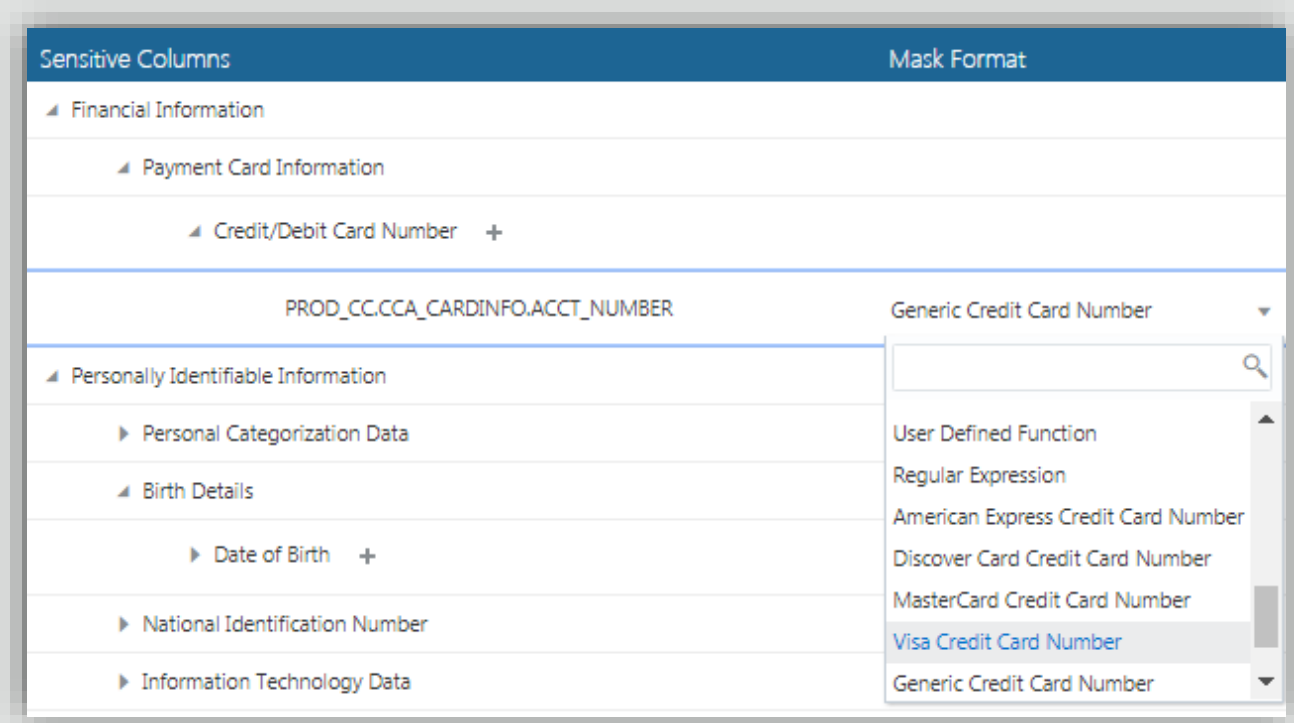 Sensitive Columns Mask Format
Financial Information
Payment Card Information
Credit/Debit Card Number +
PROD_CC.CCA_CARDINFO.ACCT_NUMBER Generic Credit Card Number
Personally Identifiable Information
Personal Categorization Data
Birth Details
Date of Birth +
National Identification Number
Information Technology Data
User Defined Function
Regular Expression
American Express Credit Card Number
Discover Card Credit Card Number
MasterCard Credit Card Number
Visa Credit Card Number
Generic Credit Card Number